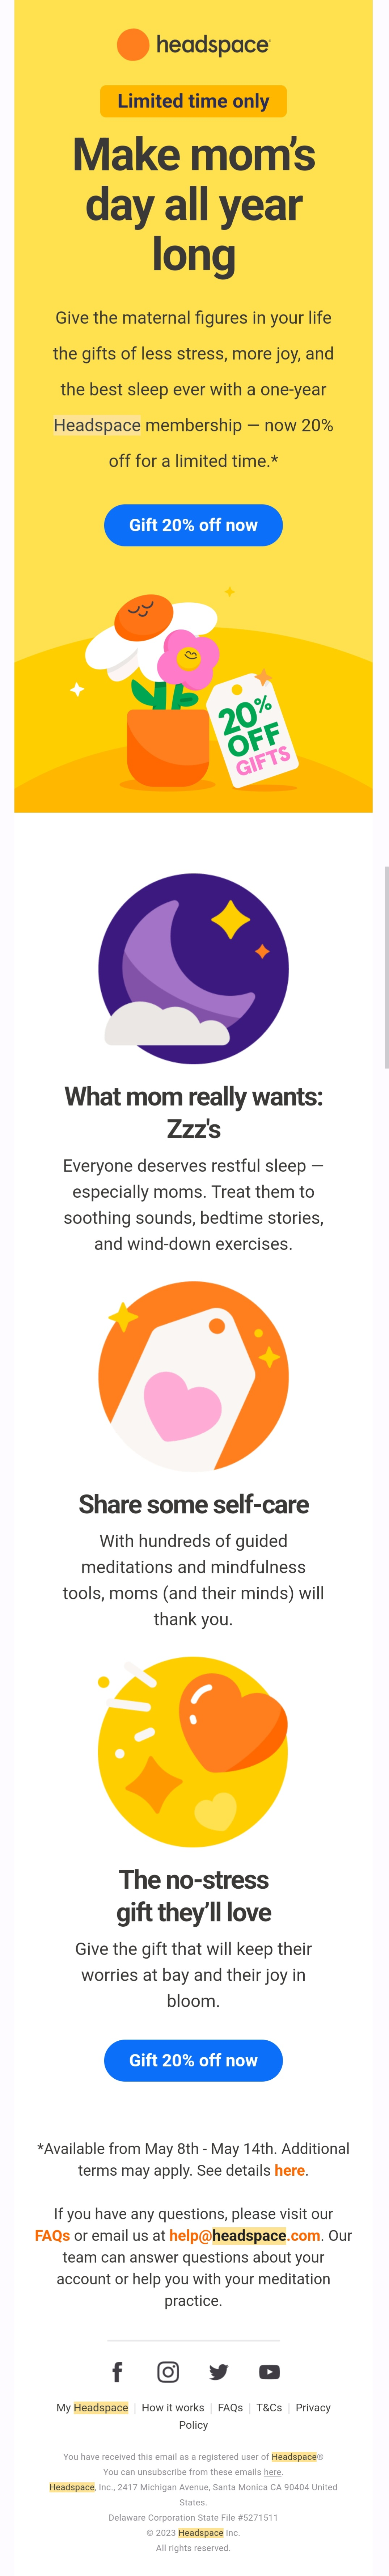 headspace
Limited time only
Make mom's
day all year
long
Give the maternal figures in your life
the gifts of less stress, more joy, and
the best sleep ever with a one-year
Headspace membership — now 20%
off for a limited time.*
Gift 20% off now
20%
OFF
GIFTS
What mom really wants:
Zzz's
Everyone deserves restful sleep —
especially moms. Treat them to
soothing sounds, bedtime stories,
and wind-down exercises.
Share some self-care
With hundreds of guided
meditations and mindfulness
tools, moms (and their minds) will
thank you.
The no-stress
gift they'll love
Give the gift that will keep their
worries at bay and their joy in
bloom.
Gift 20% off now
*Available from May 8th - May 14th. Additional
terms may apply. See details here.
If you have any questions, please visit our
FAQs or email us at help@headspace.com. Our
team can answer questions about your
account or help you with your meditation
practice.
My Headspace | How it works | FAQs | T&Cs | Privacy
Policy
You have received this email as a registered user of Headspace®
You can unsubscribe from these emails here.
Headspace, Inc., 2417 Michigan Avenue, Santa Monica CA 90404 United
States.
Delaware Corporation State File #5271511
© 2023 Headspace Inc.
All rights reserved.